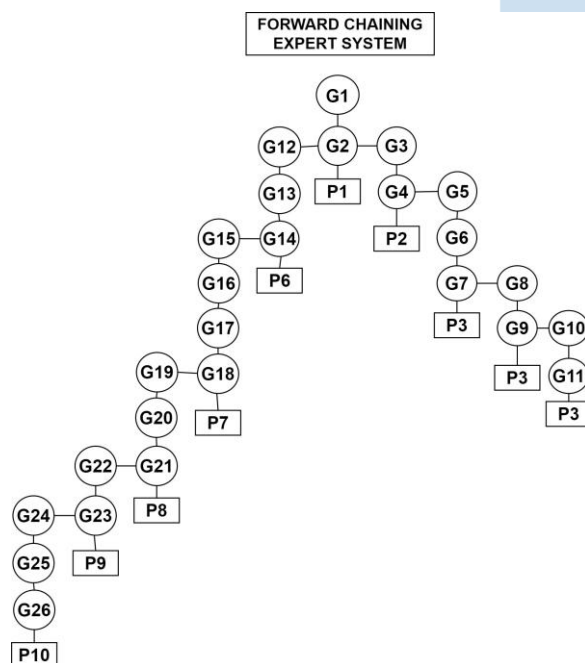 FORWARD CHAINING
EXPERT SYSTEM
G1
G12
G2
G3
G13
P1
G4
G5
G15
G14
P2
G6
G16
P6
G7
G8
G17
P3
G9
G10
G19
G18
P3
G11
G20
P7
P3
G22
G21
G24
G23
P8
G25
P9
G26
P10